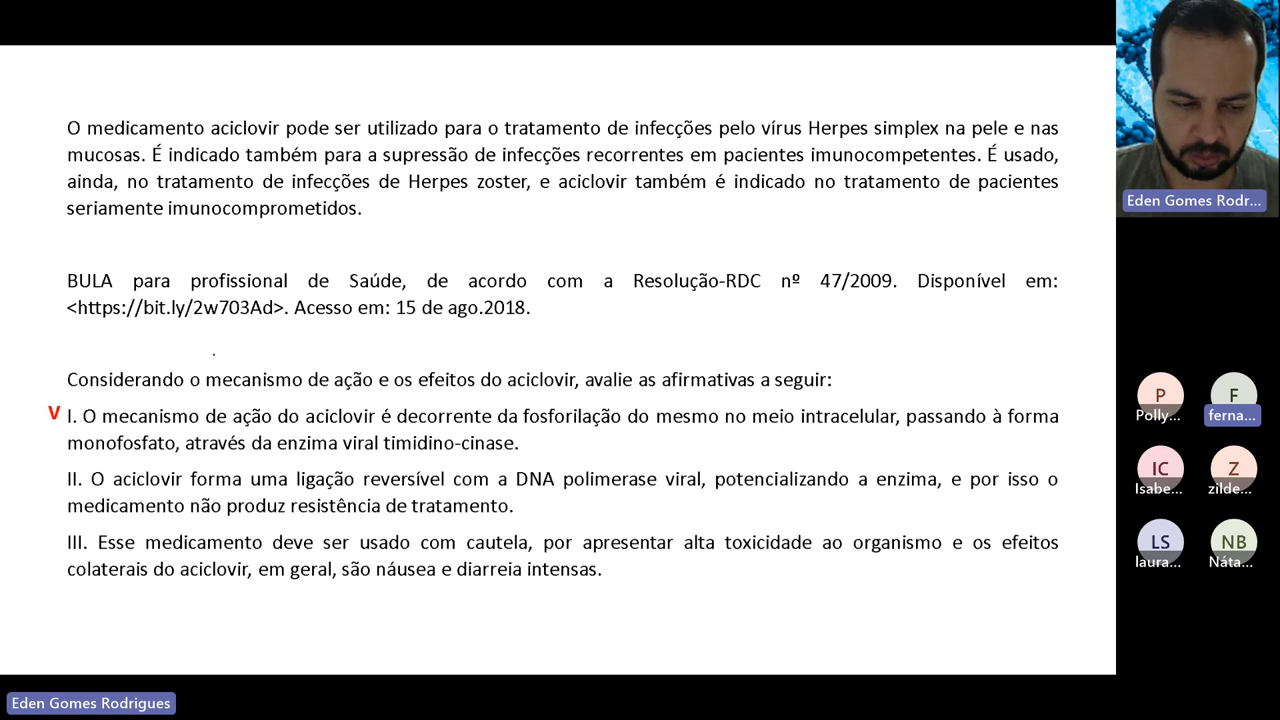 O medicamento aciclovir pode ser utilizado para o tratamento de infecções pelo vírus Herpes simplex na pele e nas
mucosas. É indicado também para a supressão de infecções recorrentes em pacientes imunocompetentes. É usado,
ainda, no tratamento de infecções de Herpes zoster, e aciclovir também é indicado no tratamento de pacientes
seriamente imunocomprometidos.
BULA para profissional de Saúde, de acordo com a Resolução-RDC nº 47/2009. Disponível em:
<https://bit.ly/2w703Ad>. Acesso em: 15 de ago.2018.
Considerando o mecanismo de ação e os efeitos do aciclovir, avalie as afirmativas a seguir:
V I. O mecanismo de ação do aciclovir é decorrente da fosforilação do mesmo no meio intracelular, passando à forma
monofosfato, através da enzima viral timidino-cinase.
II. O aciclovir forma uma ligação reversível com a DNA polimerase viral, potencializando a enzima, e por isso o
medicamento não produz resistência de tratamento.
III. Esse medicamento deve ser usado com cautela, por apresentar alta toxicidade ao organismo e os efeitos
colaterais do aciclovir, em geral, são náusea e diarreia intensas.
Eden Gomes Rodrigues
Eden Gomes Rodr...
P F
Polly... ferna...
IC Z
Isabe... zilde...
LS NB
laura... Náta...